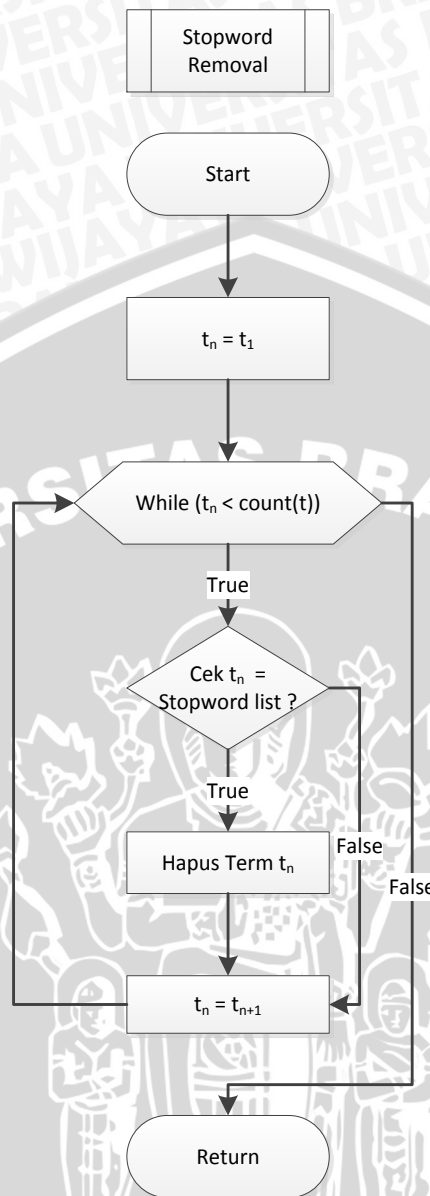 Stopword
Removal
Start
tₙ = t₁
While (tₙ < count(t))
True
Cek tₙ =
Stopword list ?
True
Hapus Term tₙ
False
False
tₙ = tₙ₊₁
Return